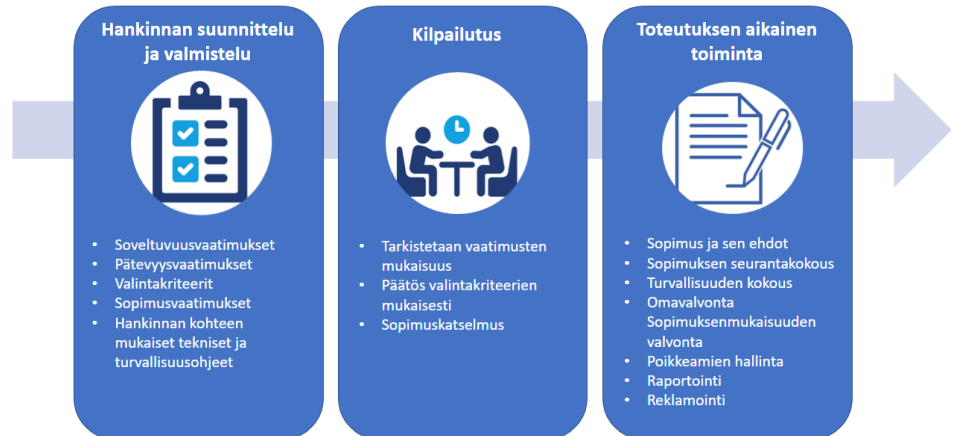 Hankinnan suunnittelu
ja valmistelu
• Soveltuvuusvaatimukset
• Pätevyysvaatimukset
• Valintakriteerit
• Sopimusvaatimukset
• Hankinnan kohteen
mukaiset tekniset ja
turvallisuusohjeet
Kilpailutus
• Tarkistetaan vaatimusten
mukaisuus
• Päätös valintakriteerien
mukaisesti
• Sopimuskatselmus
Toteutuksen aikainen
toiminta
• Sopimus ja sen ehdot
• Sopimuksen seurantakokous
• Turvallisuuden kokous
• Omavalvonta
Sopimuksenmukaisuuden
valvonta
• Poikkeamien hallinta
• Raportointi
• Reklamointi